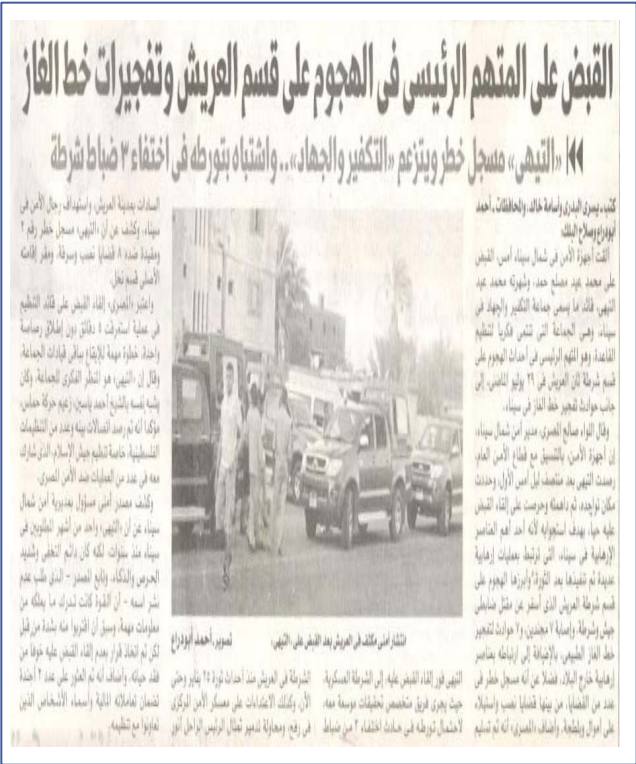 القبض على المتهم الرئيسى فى الهجوم على قسم العريش وتفجيرات خط الغاز
«التيهى» مسجل خطر ويتزعم «التكفير والجهاد».. واشتباه بتورطه فى اختفاء ٣ ضباط شرطة
كتب ـ يسرى البدرى وأسامة خالد، والمحافظات ـ أحمد
أبودراع وصلاح البلك
ألقت أجهزة الأمن فى شمال سيناء أمس، القبض
على محمد عيد مصلح حمد، وشهرته محمد عيد
التيهى، قائد ما يسمى جماعة التكفير والجهاد فى
سيناء، وهى الجماعة التى تنتمى فكرياً لتنظيم
القاعدة، وهو المتهم الرئيسى فى أحداث الهجوم على
قسم شرطة ثان العريش فى ٢٩ يوليو الماضى، إلى
جانب حوادث تفجير خط الغاز فى سيناء.
وقال اللواء صالح المصرى، مدير أمن شمال سيناء،
إن أجهزة الأمن، بالتنسيق مع قطاع الأمن العام،
رصدت التيهى بعد منتصف ليل أمس الأول، وحددت
مكان تواجده، ثم داهمته وحرصت على إلقاء القبض
عليه حياً، بهدف استجوابه لأنه أحد أهم العناصر
الإرهابية فى سيناء، التى ترتبط بعمليات إرهابية
عديدة تم تنفيذها بعد الثورة، وأبرزها الهجوم على
قسم شرطة العريش الذى أسفر عن مقتل ضابطى
جيش وشرطة، وإصابة ٧ مجندين، و٧ حوادث لتفجير
خط الغاز الطبيعى، بالإضافة إلى ارتباطه بعناصر
إرهابية خارج البلاد، فضلاً عن أنه مسجل خطر فى
عدد من القضايا، من بينها قضايا نصب واستيلاء
على أموال وبلطجة. وأضاف «المصرى» أنه تم تسليم
انتشار أمنى مكثف فى العريش بعد القبض على «التيهى»
تصوير ـ أحمد أبودراع
التيهى فور إلقاء القبض عليه، إلى الشرطة العسكرية،
حيث يجرى فريق متخصص تحقيقات موسعة معه،
لاحتمال تورطه فى حادث اختفاء ٣ من ضباط
الشرطة فى العريش منذ أحداث ثورة ٢٥ يناير وحتى
الآن، وكذلك الاعتداءات على معسكر الأمن المركزى
فى رفح، ومحاولة تدمير تمثال الرئيس الراحل أنور
السادات بمدينة العريش، واستهداف رجال الأمن فى
سيناء، وكشف عن أن «التيهى» مسجل خطر رقم ٢
ومقيدة ضده ٨ قضايا نصب وسرقة، ومقر إقامته
الأصلى قسم نخل.
واعتبر «المصرى» إلقاء القبض على قائد التنظيم
فى عملية استغرقت ٥ دقائق دون إطلاق رصاصة
واحدة، خطوة مهمة للإيقاع بباقى قيادات الجماعة،
وقال إن «التيهى» هو المنظر الفكرى للجماعة، وكان
يشبه نفسه بالشيخ أحمد ياسين، زعيم حركة حماس،
مؤكداً أنه تم رصد اتصالات بينه وعدد من التنظيمات
الفلسطينية، خاصة تنظيم جيش الإسلام، الذى شارك
معه فى عدد من العمليات ضد الأمن المصرى.
وكشف مصدر أمنى مسؤول بمديرية أمن شمال
سيناء عن أن «التيهى» واحد من أشهر المطلوبين فى
سيناء منذ سنوات، لكنه كان دائم التخفى وشديد
الحرص والذكاء، وتابع المصدر - الذى طلب عدم
نشر اسمه - أن القوة كانت تدرك ما يملكه من
معلومات مهمة، وسبق أن اقتربوا منه بشدة من قبل
لكن تم اتخاذ قرار بعدم إلقاء القبض عليه خوفاً من
فقد حياته، وأضاف أنه تم العثور على عدد ٣ أجندة
تتضمن تعاملاته المالية وأسماء الأشخاص الذين
تعاونوا مع تنظيمه.